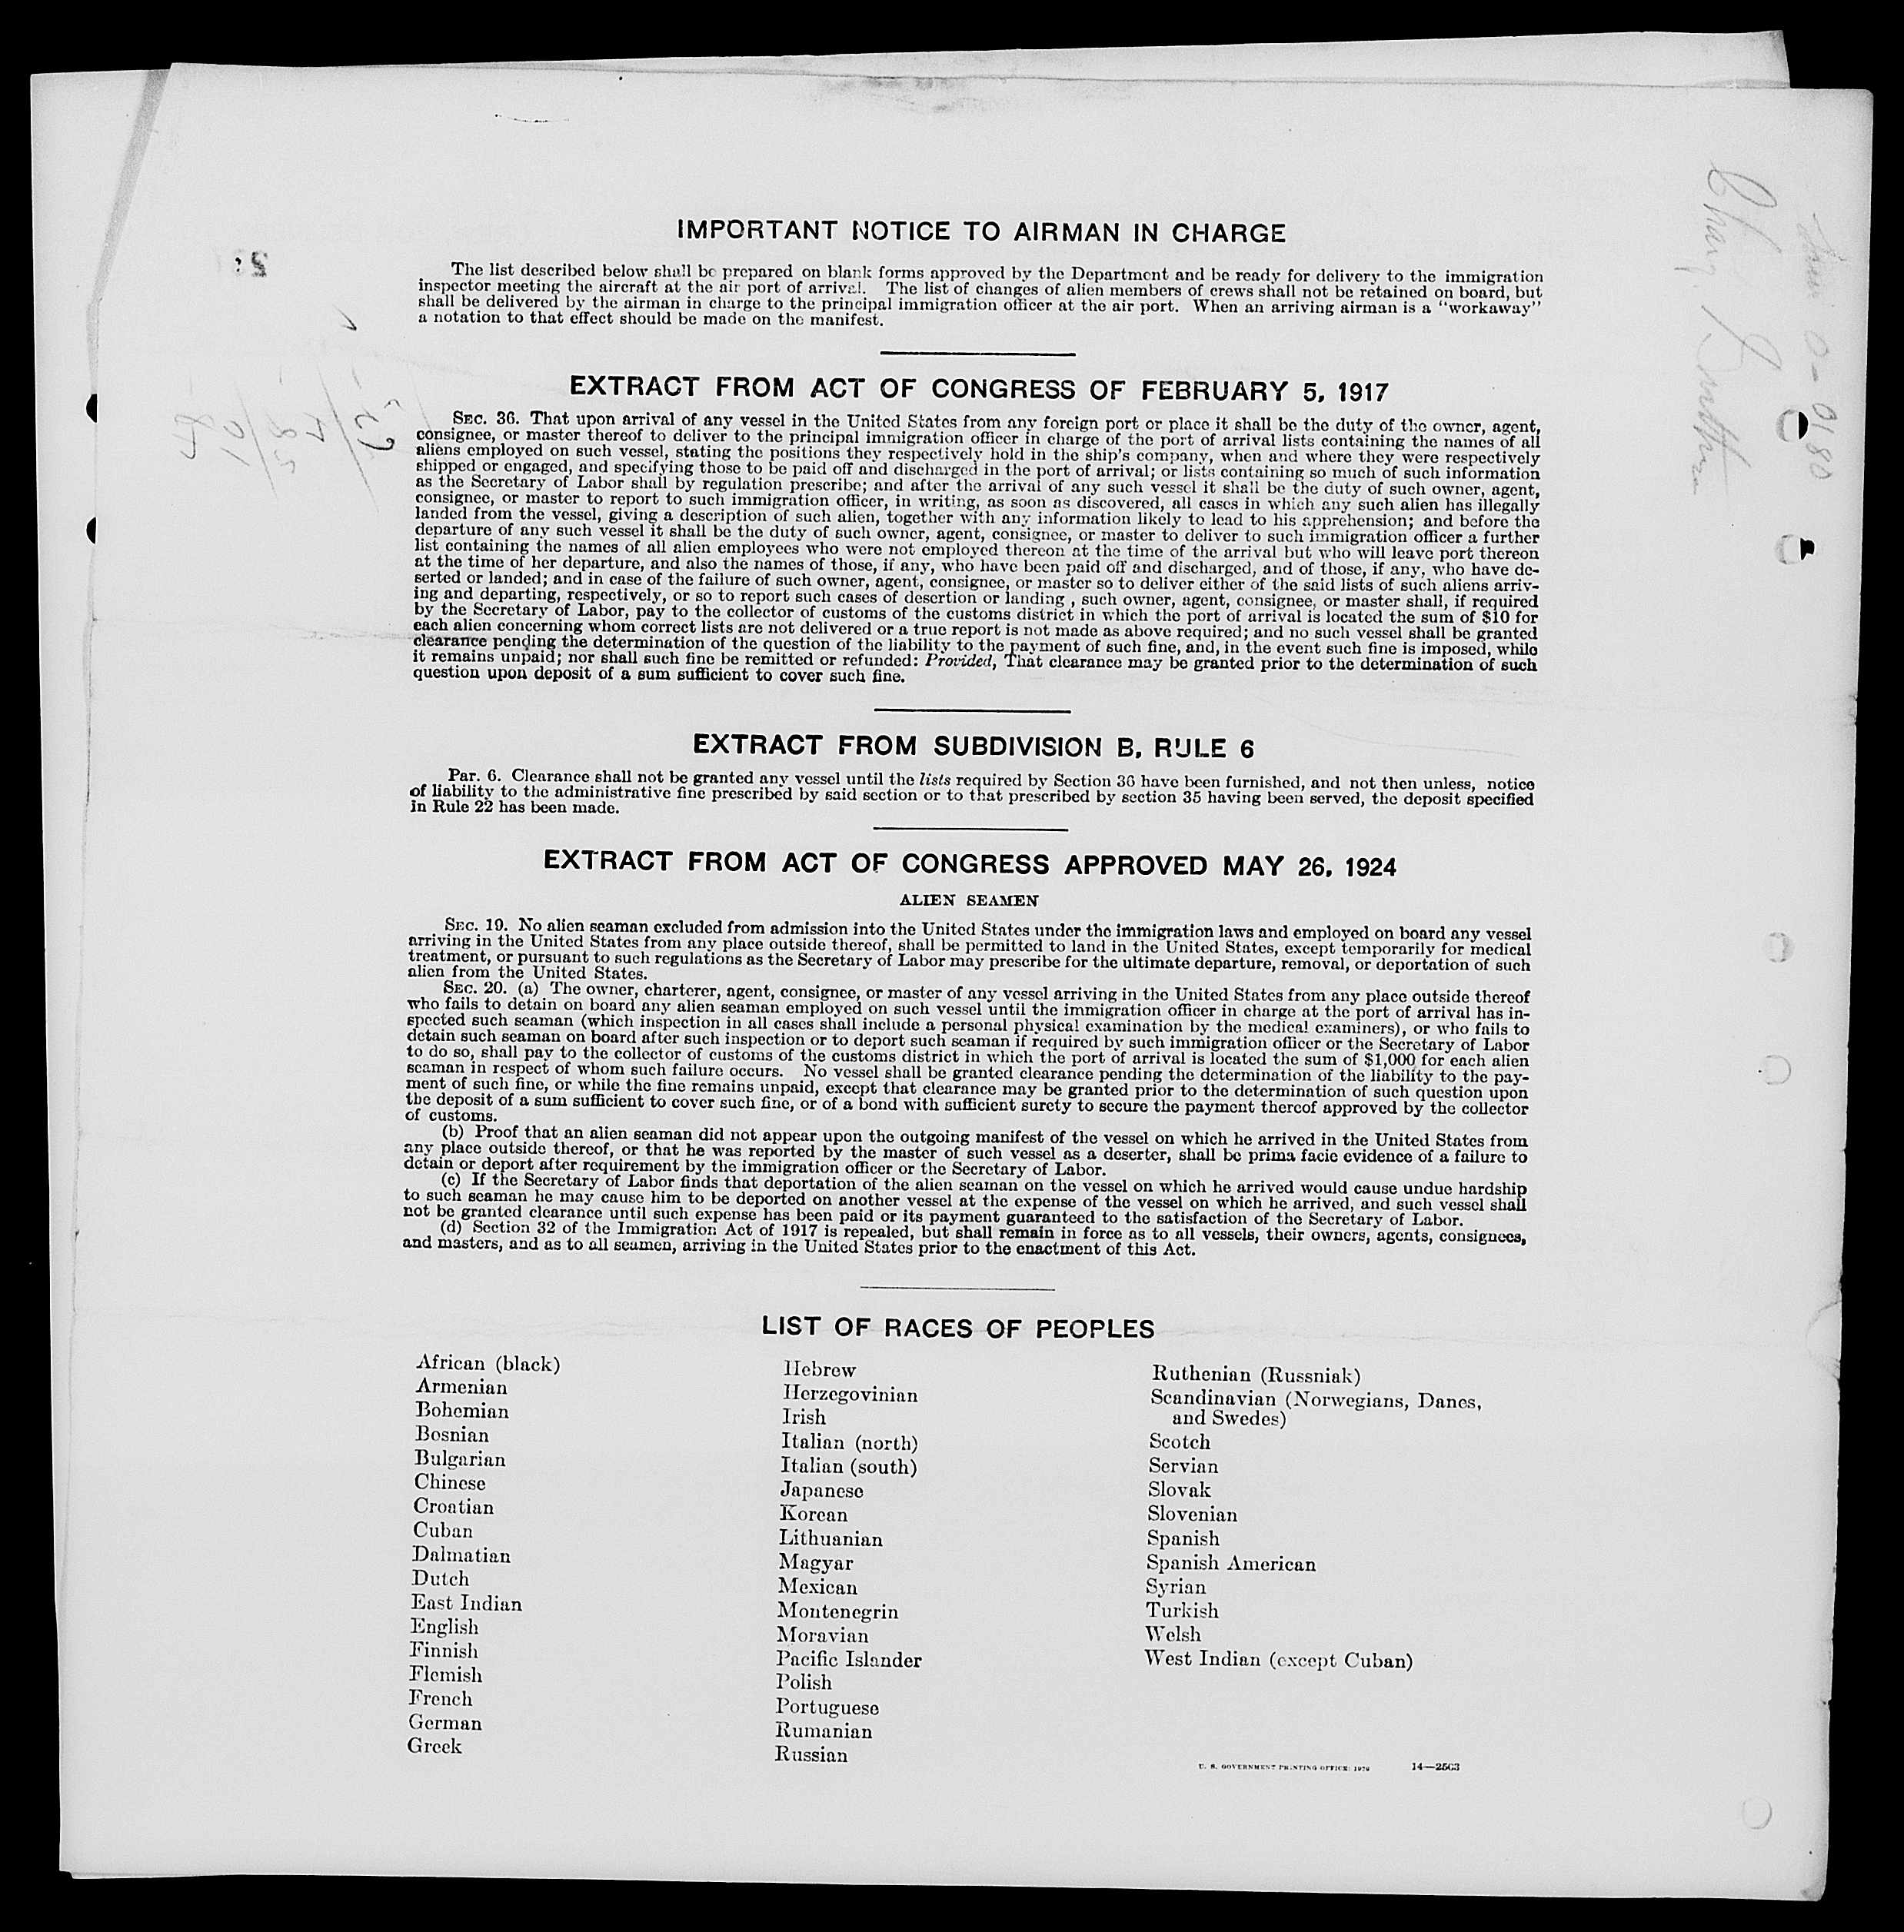 IMPORTANT NOTICE TO AIRMAN IN CHARGE
The list described below shall be prepared on blank forms approved by the Department and be ready for delivery to the immigration
inspector meeting the aircraft at the air port of arrival. The list of changes of alien members of crews shall not be retained on board, but
shall be delivered by the airman in charge to the principal immigration officer at the air port. When an arriving airman is a "workaway"
a notation to that effect should be made on the manifest.
EXTRACT FROM ACT OF CONGRESS OF FEBRUARY 5, 1917
SEC. 36. That upon arrival of any vessel in the United States from any foreign port or place it shall be the duty of the owner, agent,
consignee, or master thereof to deliver to the principal immigration officer in charge of the port of arrival lists containing the names of all
aliens employed on such vessel, stating the positions they respectively hold in the ship's company, when and where they were respectively
shipped or engaged, and specifying those to be paid off and discharged in the port of arrival; or lists containing so much of such information
as the Secretary of Labor shall by regulation prescribe; and after the arrival of any such vessel it shall be the duty of such owner, agent,
consignee, or master to report to such immigration officer, in writing, as soon as discovered, all cases in which any such alien has illegally
landed from the vessel, giving a description of such alien, together with any information likely to lead to his apprehension; and before the
departure of any such vessel it shall be the duty of such owner, agent, consignee, or master to deliver to such immigration officer a further
list containing the names of all alien employees who were not employed thereon at the time of the arrival but who will leave port thereon
at the time of her departure, and also the names of those, if any, who have been paid off and discharged, and of those, if any, who have de-
serted or landed; and in case of the failure of such owner, agent, consignee, or master so to deliver either of the said lists of such aliens arriv-
ing and departing, respectively, or so to report such cases of desertion or landing , such owner, agent, consignee, or master shall, if required
by the Secretary of Labor, pay to the collector of customs of the customs district in which the port of arrival is located the sum of $10 for
each alien concerning whom correct lists are not delivered or a true report is not made as above required; and no such vessel shall be granted
clearance pending the determination of the question of the liability to the payment of such fine, and, in the event such fine is imposed, while
it remains unpaid; nor shall such fine be remitted or refunded: Provided, That clearance may be granted prior to the determination of such
question upon deposit of a sum sufficient to cover such fine.
EXTRACT FROM SUBDIVISION B, RULE 6
Par. 6. Clearance shall not be granted any vessel until the lists required by Section 36 have been furnished, and not then unless, notice
of liability to the administrative fine prescribed by said section or to that prescribed by section 35 having been served, the deposit specified
in Rule 22 has been made.
EXTRACT FROM ACT OF CONGRESS APPROVED MAY 26, 1924
ALIEN SEAMEN
SEC. 19. No alien seaman excluded from admission into the United States under the immigration laws and employed on board any vessel
arriving in the United States from any place outside thereof, shall be permitted to land in the United States, except temporarily for medical
treatment, or pursuant to such regulations as the Secretary of Labor may prescribe for the ultimate departure, removal, or deportation of such
alien from the United States.
SEC. 20. (a) The owner, charterer, agent, consignee, or master of any vessel arriving in the United States from any place outside thereof
who fails to detain on board any alien seaman employed on such vessel until the immigration officer in charge at the port of arrival has in-
spected such seaman (which inspection in all cases shall include a personal physical examination by the medical examiners), or who fails to
detain such seaman on board after such inspection or to deport such seaman if required by such immigration officer or the Secretary of Labor
to do so, shall pay to the collector of customs of the customs district in which the port of arrival is located the sum of $1,000 for each alien
seaman in respect of whom such failure occurs. No vessel shall be granted clearance pending the determination of the liability to the pay-
ment of such fine, or while the fine remains unpaid, except that clearance may be granted prior to the determination of such question upon
the deposit of a sum sufficient to cover such fine, or of a bond with sufficient surety to secure the payment thereof approved by the collector
of customs.
(b) Proof that an alien seaman did not appear upon the outgoing manifest of the vessel on which he arrived in the United States from
any place outside thereof, or that he was reported by the master of such vessel as a deserter, shall be prima facie evidence of a failure to
detain or deport after requirement by the immigration officer or the Secretary of Labor.
(c) If the Secretary of Labor finds that deportation of the alien seaman on the vessel on which he arrived would cause undue hardship
to such seaman he may cause him to be deported on another vessel at the expense of the vessel on which he arrived, and such vessel shall
not be granted clearance until such expense has been paid or its payment guaranteed to the satisfaction of the Secretary of Labor.
(d) Section 32 of the Immigration Act of 1917 is repealed, but shall remain in force as to all vessels, their owners, agents, consignees,
and masters, and as to all seamen, arriving in the United States prior to the enactment of this Act.
LIST OF RACES OF PEOPLES
African (black)
Armenian
Bohemian
Bosnian
Bulgarian
Chinese
Croatian
Cuban
Dalmatian
Dutch
East Indian
English
Finnish
Flemish
French
German
Greek
Hebrew
Herzegovinian
Irish
Italian (north)
Italian (south)
Japanese
Korean
Lithuanian
Magyar
Mexican
Montenegrin
Moravian
Pacific Islander
Polish
Portuguese
Rumanian
Russian
Ruthenian (Russniak)
Scandinavian (Norwegians, Danes,
and Swedes)
Scotch
Servian
Slovak
Slovenian
Spanish
Spanish American
Syrian
Turkish
Welsh
West Indian (except Cuban)
U. S. GOVERNMENT PRINTING OFFICE:
14—2563